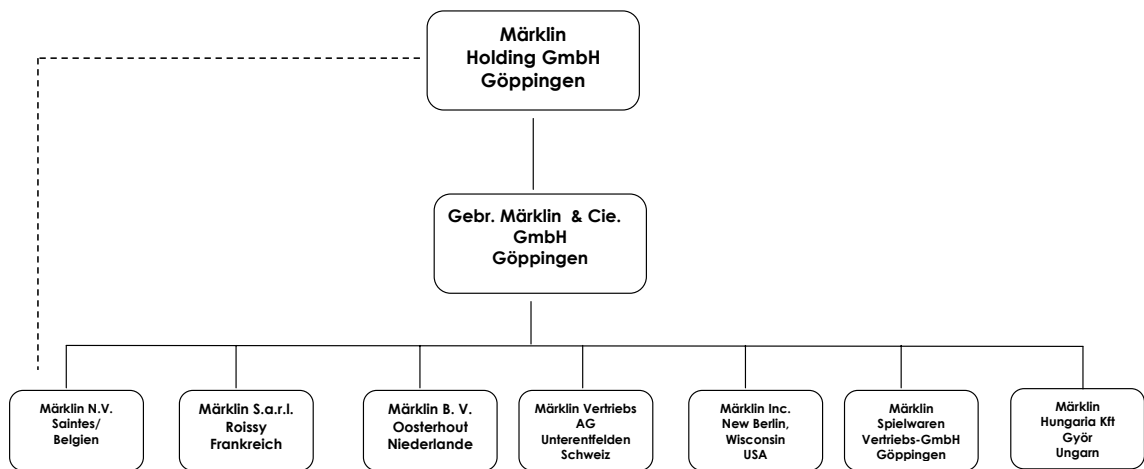 Märklin
Holding GmbH
Göppingen
Gebr. Märklin & Cie.
GmbH
Göppingen
Märklin N.V.
Saintes/
Belgien
Märklin S.a.r.l.
Roissy
Frankreich
Märklin B. V.
Oosterhout
Niederlande
Märklin Vertriebs
AG
Unterentfelden
Schweiz
Märklin Inc.
New Berlin,
Wisconsin
USA
Märklin
Spielwaren
Vertriebs-GmbH
Göppingen
Märklin
Hungaria Kft
Györ
Ungarn